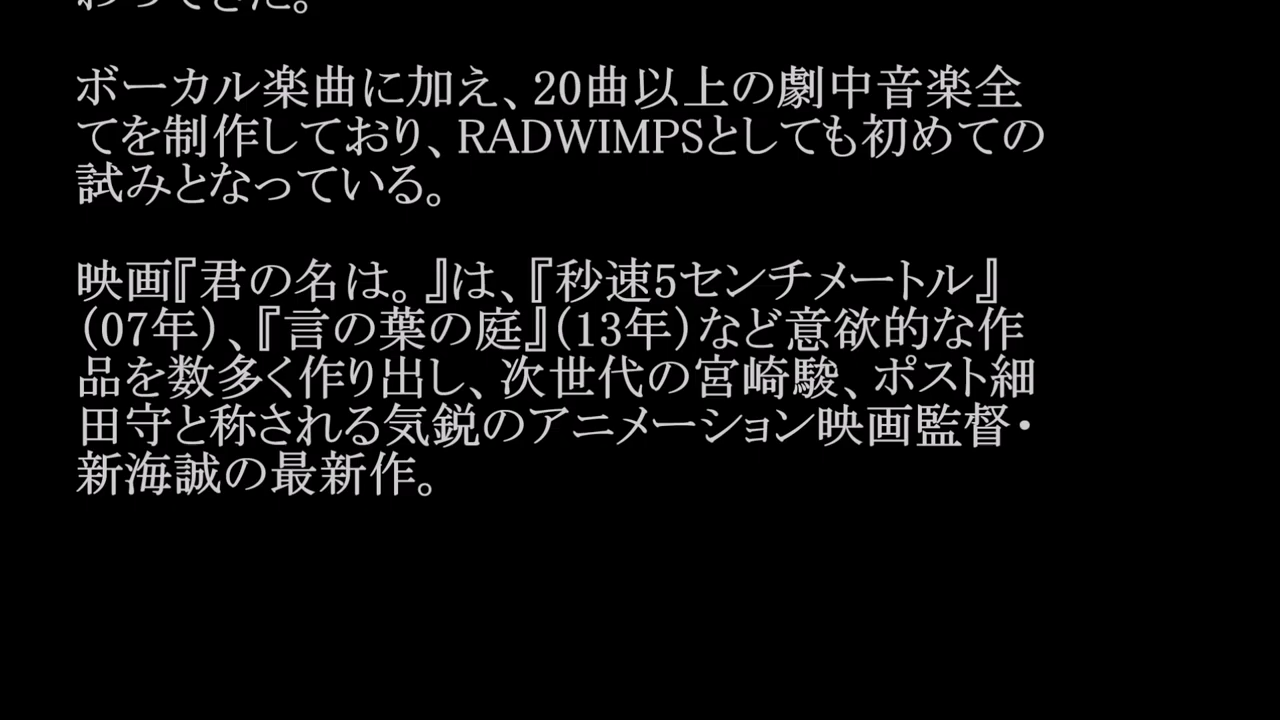 わってきた。
ボーカル楽曲に加え、20曲以上の劇中音楽全
てを制作しており、RADWIMPSとしても初めての
試みとなっている。
映画『君の名は。』は、『秒速5センチメートル』
（07年）、『言の葉の庭』（13年）など意欲的な作
品を数多く作り出し、次世代の宮崎駿、ポスト細
田守と称される気鋭のアニメーション映画監督・
新海誠の最新作。